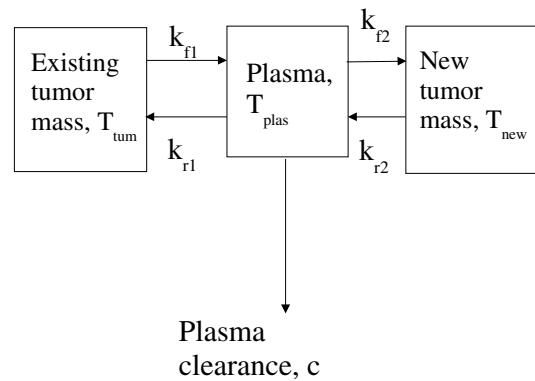 Existing
tumor
mass, T_tum
k_f1
k_r1
Plasma,
T_plas
k_f2
k_r2
New
tumor
mass, T_new
Plasma
clearance, c